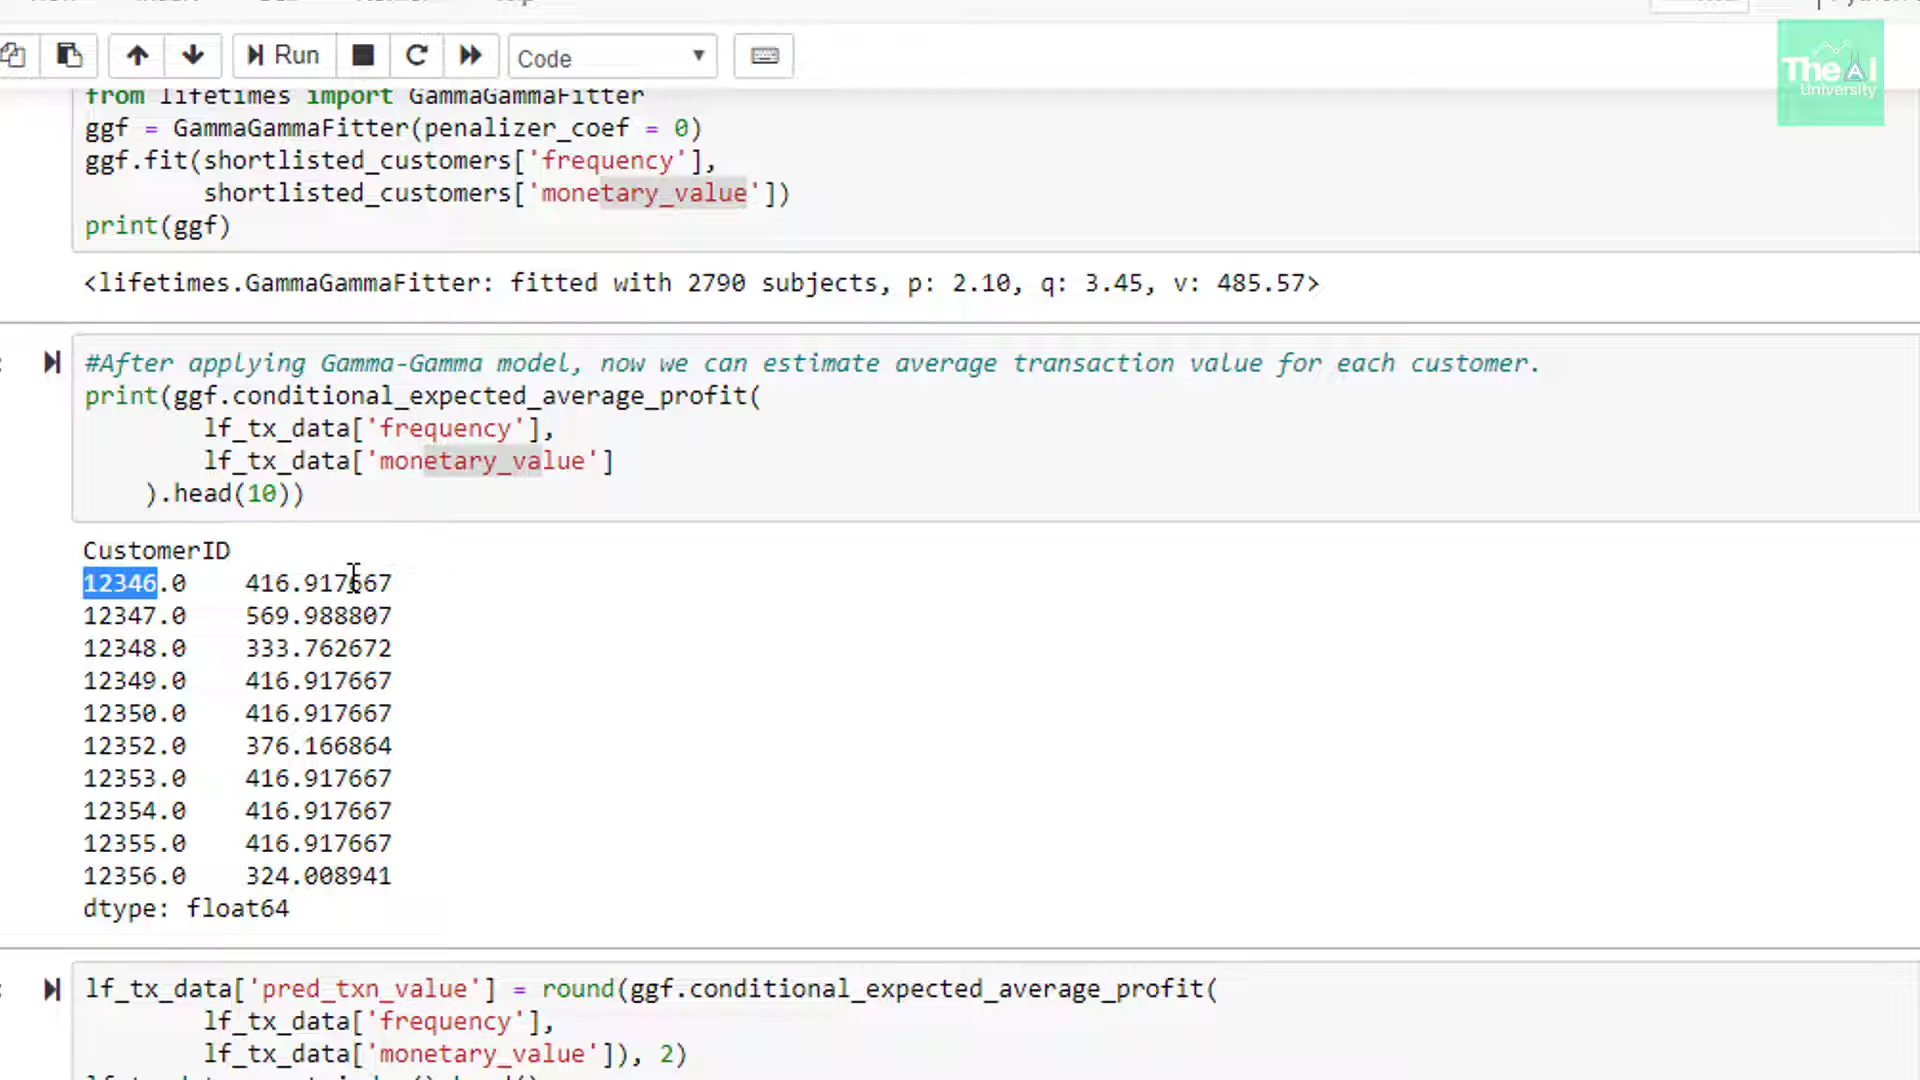 Run
Code
The AI
University
from lifetimes import GammaGammaFitter
ggf = GammaGammaFitter(penalizer_coef = 0)
ggf.fit(shortlisted_customers['frequency'],
shortlisted_customers['monetary_value'])
print(ggf)
<lifetimes.GammaGammaFitter: fitted with 2790 subjects, p: 2.10, q: 3.45, v: 485.57>
#After applying Gamma-Gamma model, now we can estimate average transaction value for each customer.
print(ggf.conditional_expected_average_profit(
lf_tx_data['frequency'],
lf_tx_data['monetary_value']
).head(10))
CustomerID
12346.0    416.917667
12347.0    569.988807
12348.0    333.762672
12349.0    416.917667
12350.0    416.917667
12352.0    376.166864
12353.0    416.917667
12354.0    416.917667
12355.0    416.917667
12356.0    324.008941
dtype: float64
lf_tx_data['pred_txn_value'] = round(ggf.conditional_expected_average_profit(
lf_tx_data['frequency'],
lf_tx_data['monetary_value']), 2)